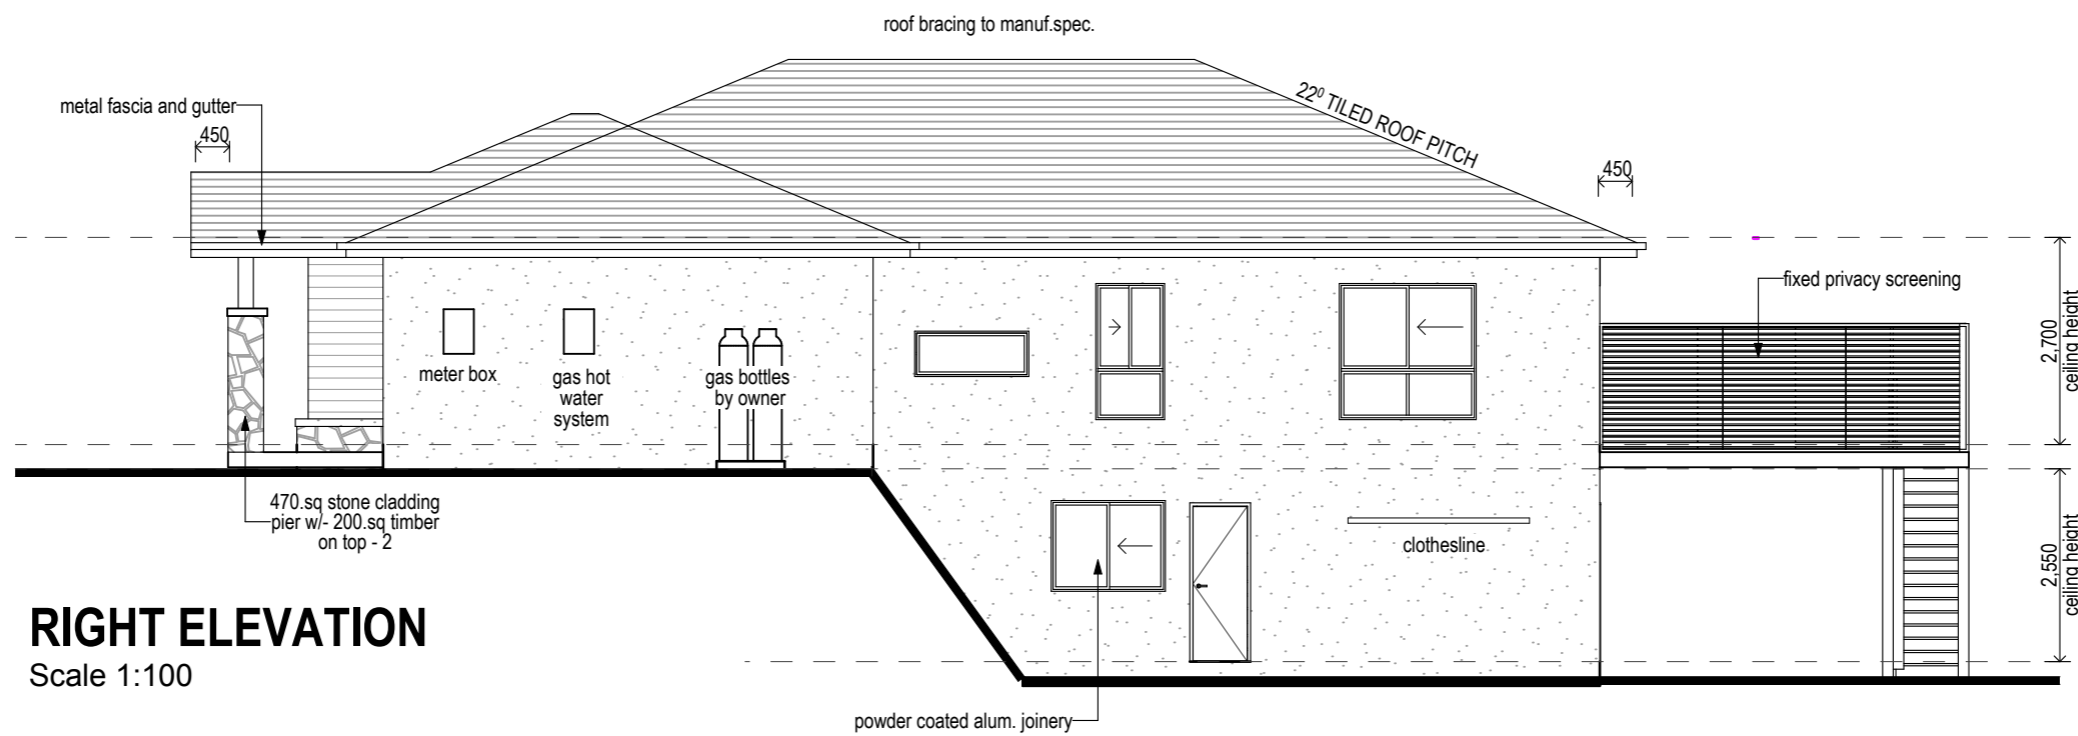 roof bracing to manuf.spec.
metal fascia and gutter
450
22⁰ TILED ROOF PITCH
450
fixed privacy screening
2,700
ceiling height
meter box
gas hot
water
system
gas bottles
by owner
470.sq stone cladding
pier w/- 200.sq timber
on top - 2
clothesline
2,550
ceiling height
RIGHT ELEVATION
Scale 1:100
powder coated alum. joinery